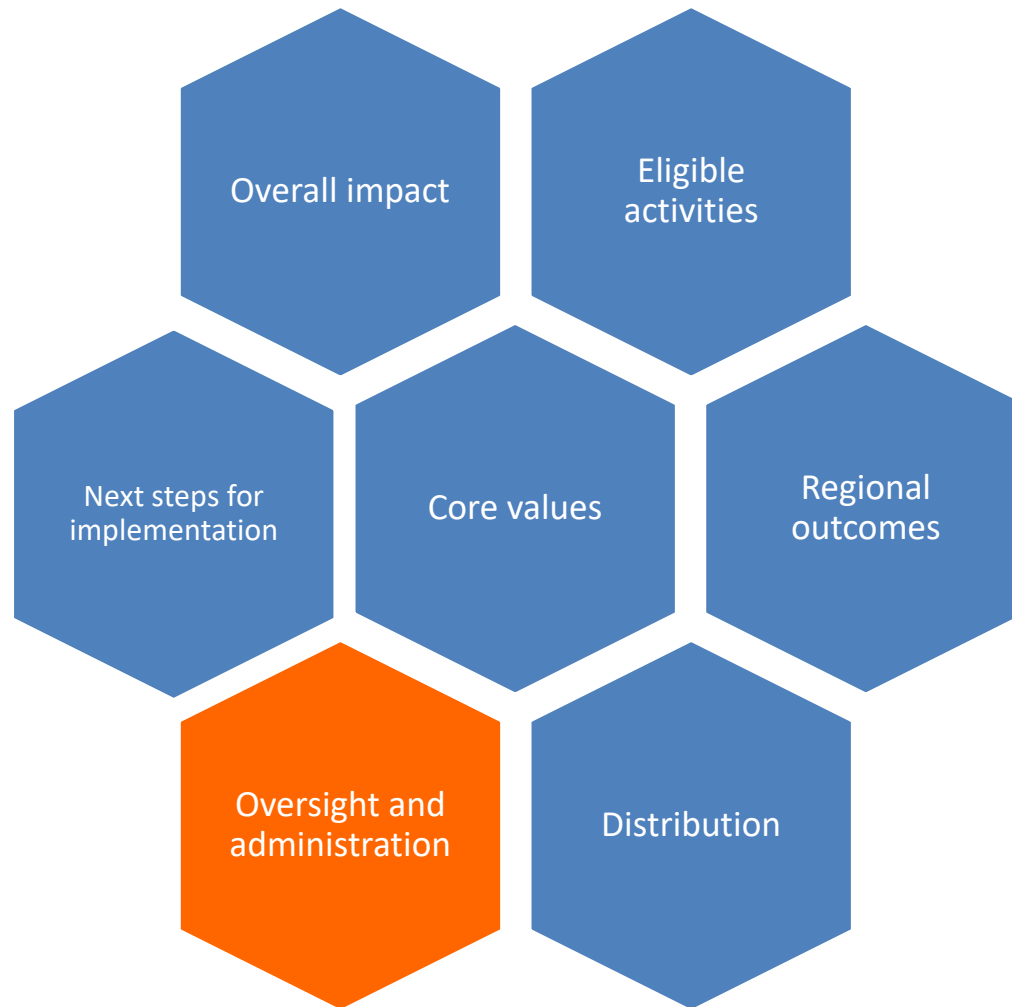 Overall impact
Eligible
activities
Next steps for
implementation
Core values
Regional
outcomes
Oversight and
administration
Distribution